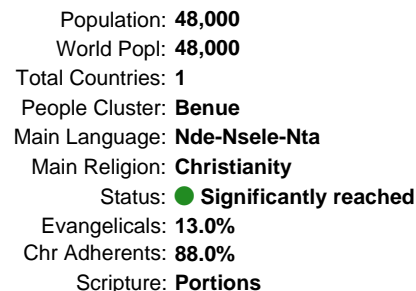 Population: 48,000
World Popl: 48,000
Total Countries: 1
People Cluster: Benue
Main Language: Nde-Nsele-Nta
Main Religion: Christianity
Status: Significantly reached
Evangelicals: 13.0%
Chr Adherents: 88.0%
Scripture: Portions